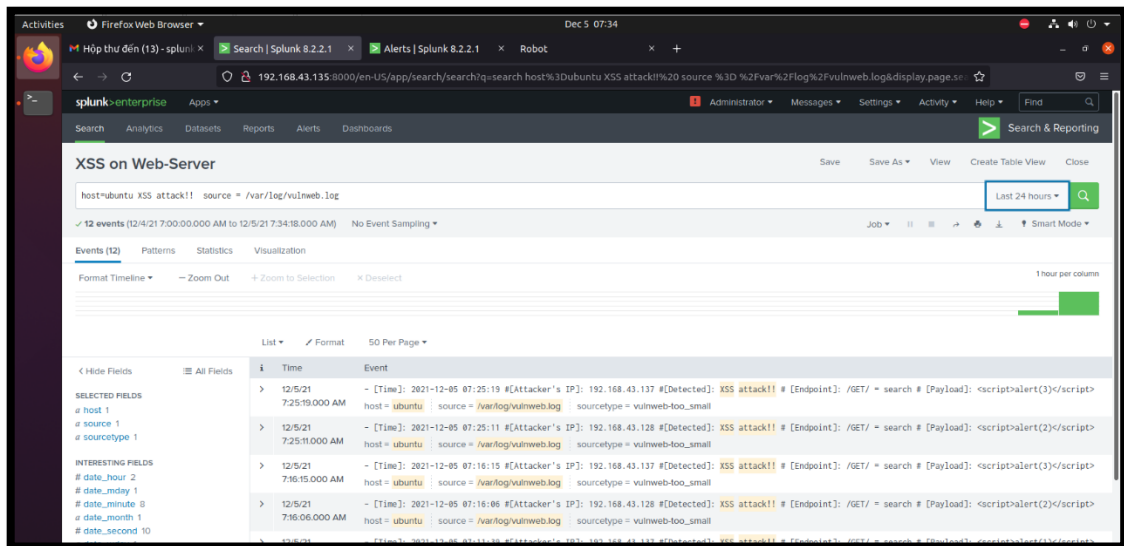 Activities Firefox Web Browser Dec 5 07:34
Hộp thư đến (13) - splunk Search | Splunk 8.2.2.1 Alerts | Splunk 8.2.2.1 Robot
192.168.43.135:8000/en-US/app/search/search?q=search host%3Dubuntu XSS attack!!%20 source %3D %2Fvar%2Flog%2Fvulnweb.log&display.page.sea
splunk>enterprise Apps Administrator Messages Settings Activity Help Find
Search Analytics Datasets Reports Alerts Dashboards Search & Reporting
XSS on Web-Server Save Save As View Create Table View Close
host=ubuntu XSS attack!! source = /var/log/vulnweb.log Last 24 hours
✓ 12 events (12/4/21 7:00:00.000 AM to 12/5/21 7:34:18.000 AM) No Event Sampling Job Smart Mode
Events (12) Patterns Statistics Visualization
Format Timeline — Zoom Out + Zoom to Selection × Deselect 1 hour per column
List Format 50 Per Page
< Hide Fields All Fields i Time Event
SELECTED FIELDS
a host 1
a source 1
a sourcetype 1
INTERESTING FIELDS
# date_hour 2
# date_mday 1
# date_minute 8
a date_month 1
# date_second 10
> 12/5/21 - [Time]: 2021-12-05 07:25:19 #[Attacker's IP]: 192.168.43.137 #[Detected]: XSS attack!! # [Endpoint]: /GET/ = search # [Payload]: <script>alert(3)</script>
7:25:19.000 AM host = ubuntu source = /var/log/vulnweb.log sourcetype = vulnweb-too_small
> 12/5/21 - [Time]: 2021-12-05 07:25:11 #[Attacker's IP]: 192.168.43.128 #[Detected]: XSS attack!! # [Endpoint]: /GET/ = search # [Payload]: <script>alert(2)</script>
7:25:11.000 AM host = ubuntu source = /var/log/vulnweb.log sourcetype = vulnweb-too_small
> 12/5/21 - [Time]: 2021-12-05 07:16:15 #[Attacker's IP]: 192.168.43.137 #[Detected]: XSS attack!! # [Endpoint]: /GET/ = search # [Payload]: <script>alert(3)</script>
7:16:15.000 AM host = ubuntu source = /var/log/vulnweb.log sourcetype = vulnweb-too_small
> 12/5/21 - [Time]: 2021-12-05 07:16:06 #[Attacker's IP]: 192.168.43.128 #[Detected]: XSS attack!! # [Endpoint]: /GET/ = search # [Payload]: <script>alert(2)</script>
7:16:06.000 AM host = ubuntu source = /var/log/vulnweb.log sourcetype = vulnweb-too_small